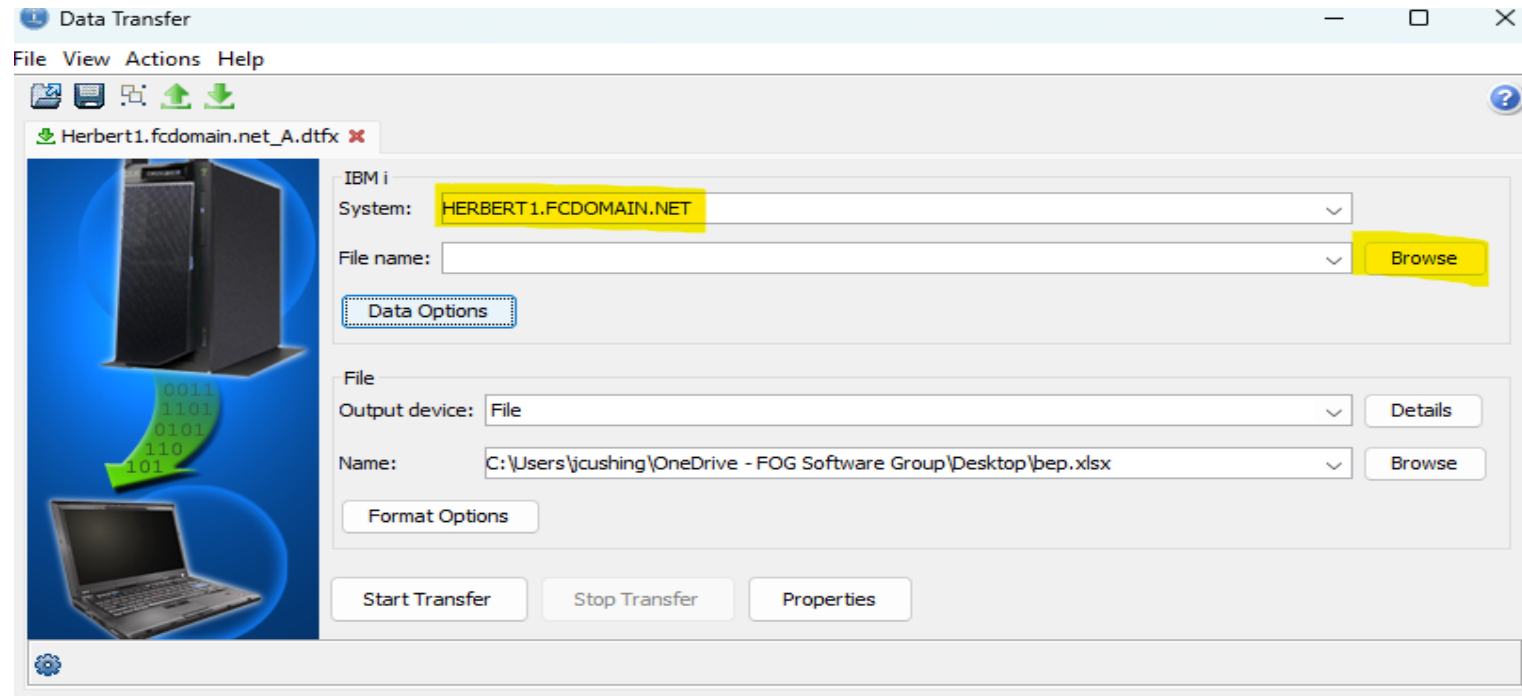 Data Transfer
File View Actions Help
Herbert1.fcdomain.net_A.dtfx
IBM i
System: HERBERT1.FCDOMAIN.NET
File name: Browse
Data Options
0011
1101
0101
110
101
File
Output device: File Details
Name: C:\Users\jcushing\OneDrive - FOG Software Group\Desktop\bep.xlsx Browse
Format Options
Start Transfer Stop Transfer Properties